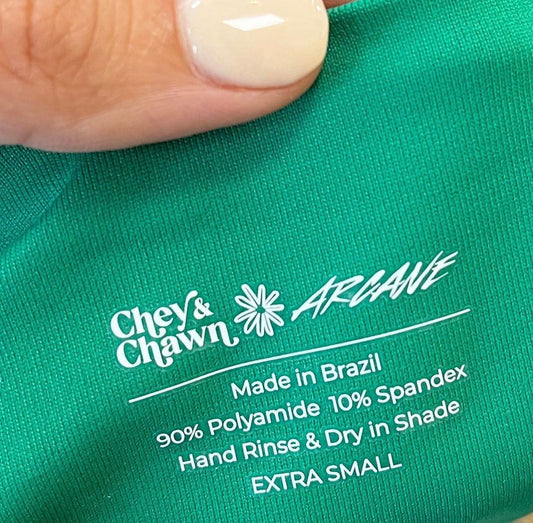 Chey &
Chawn
ARCANE
Made in Brazil
90% Polyamide 10% Spandex
Hand Rinse & Dry in Shade
EXTRA SMALL